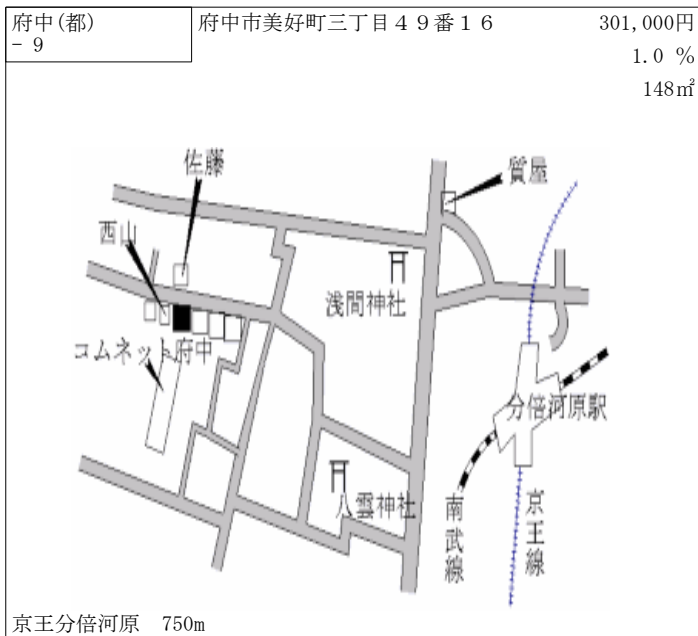 府中(都)
- 9
府中市美好町三丁目４９番１６
301,000円
1.0 %
148㎡
佐藤
質屋
西山
浅間神社
コムネット府中
分倍河原駅
八雲神社
南武線
京王線
京王分倍河原　750m